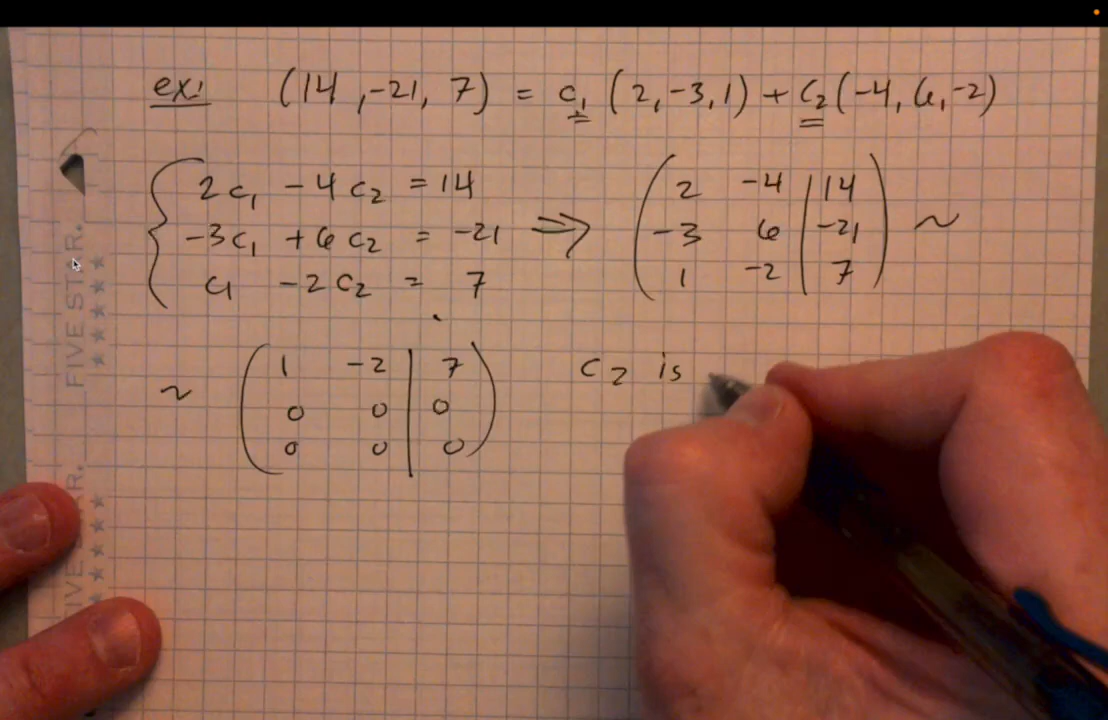 ex: (14, -21, 7) = c₁ (2, -3, 1) + c₂ (-4, 6, -2)
2c₁ - 4c₂ = 14
-3c₁ + 6c₂ = -21
c₁ - 2c₂ = 7
⇒
2 -4 | 14
-3 6 | -21
1 -2 | 7
~
~
1 -2 | 7
0 0 | 0
0 0 | 0
c₂ is
FIVE STAR.
★★★★★
FIVE STAR.
★★★★★